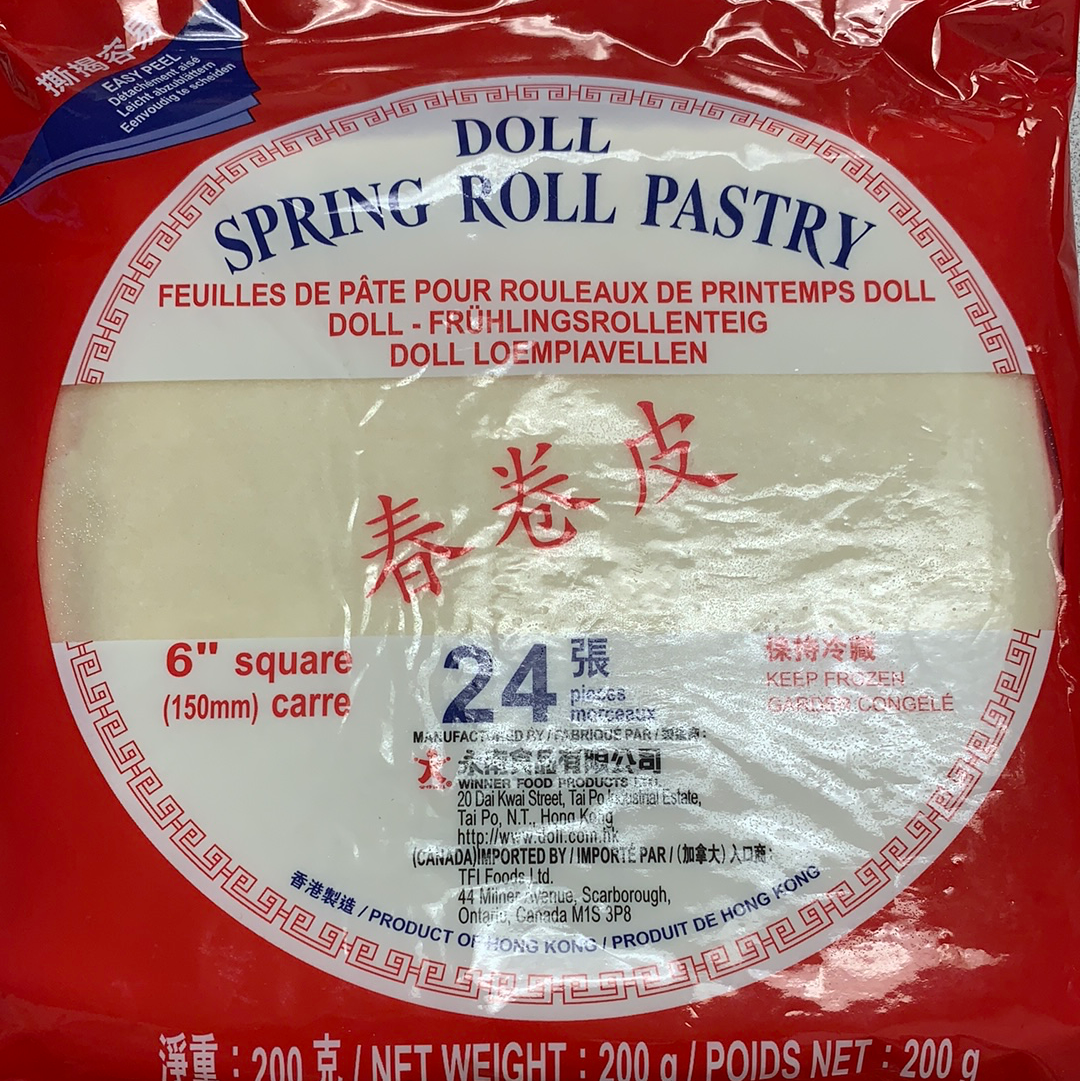 撕揭容易
EASY PEEL
Détachement aisé
Leicht abzublättern
Eenvoudig te scheiden
DOLL
SPRING ROLL PASTRY
FEUILLES DE PÂTE POUR ROULEAUX DE PRINTEMPS DOLL
DOLL - FRÜHLINGSROLLENTEIG
DOLL LOEMPIAVELLEN
春卷皮
6" square
(150mm) carre
24 張
pieces
morceaux
保持冷藏
KEEP FROZEN
GARDER CONGELÉ
MANUFACTURED BY / FABRIQUÉ PAR / 製造商:
永南食品有限公司
WINNER FOOD PRODUCTS LTD.
20 Dai Kwai Street, Tai Po Industrial Estate,
Tai Po, N.T., Hong Kong
http://www.doll.com.hk
(CANADA)IMPORTED BY / IMPORTÉ PAR / (加拿大) 入口商:
TFI Foods Ltd.
44 Milner Avenue, Scarborough,
Ontario, Canada M1S 3P8
香港製造 / PRODUCT OF HONG KONG / PRODUIT DE HONG KONG
淨重:200 克 / NET WEIGHT : 200 g / POIDS NET : 200 g